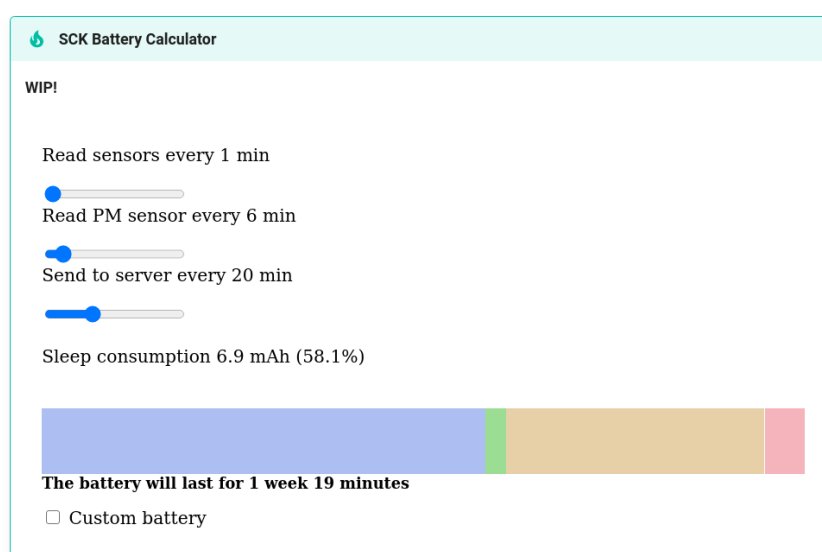 SCK Battery Calculator
WIP!
Read sensors every 1 min
Read PM sensor every 6 min
Send to server every 20 min
Sleep consumption 6.9 mAh (58.1%)
The battery will last for 1 week 19 minutes
Custom battery